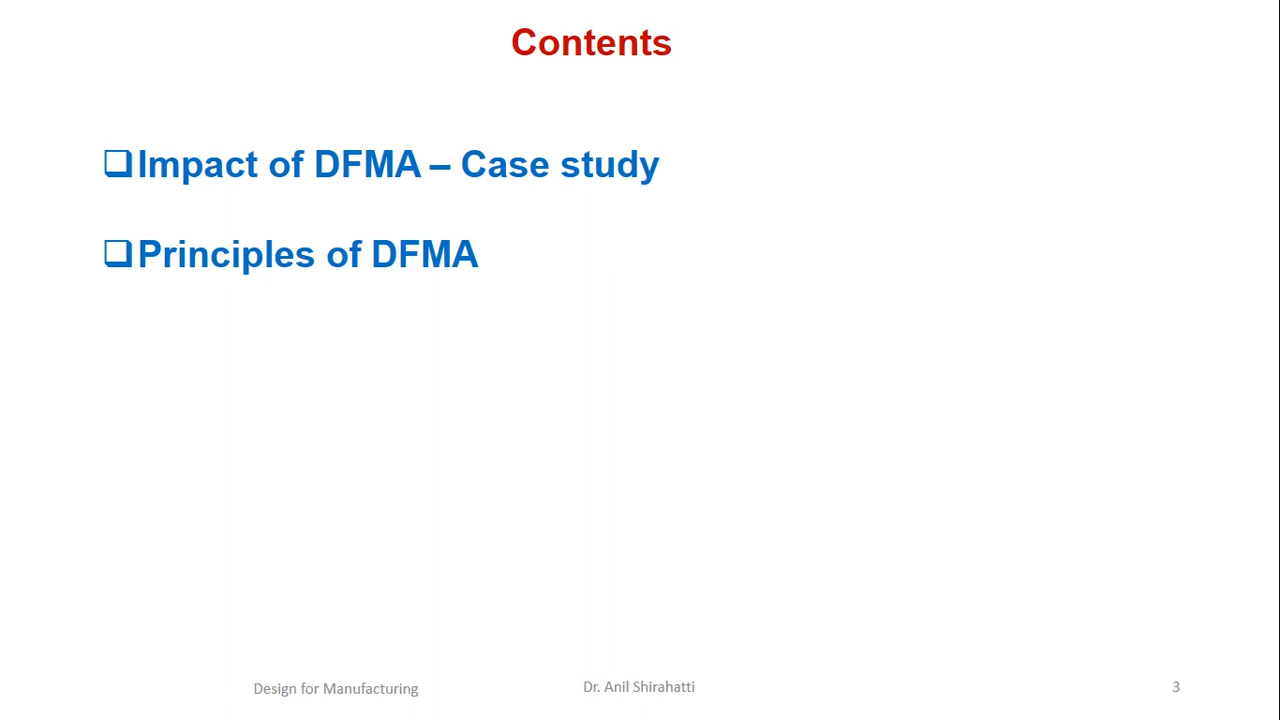 Contents
❑Impact of DFMA – Case study
❑Principles of DFMA
Design for Manufacturing
Dr. Anil Shirahatti
3